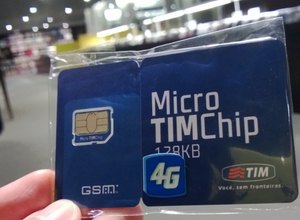 Micro
TIMChip
128KB
4G
TIM
Você, sem fronteiras.
GSM